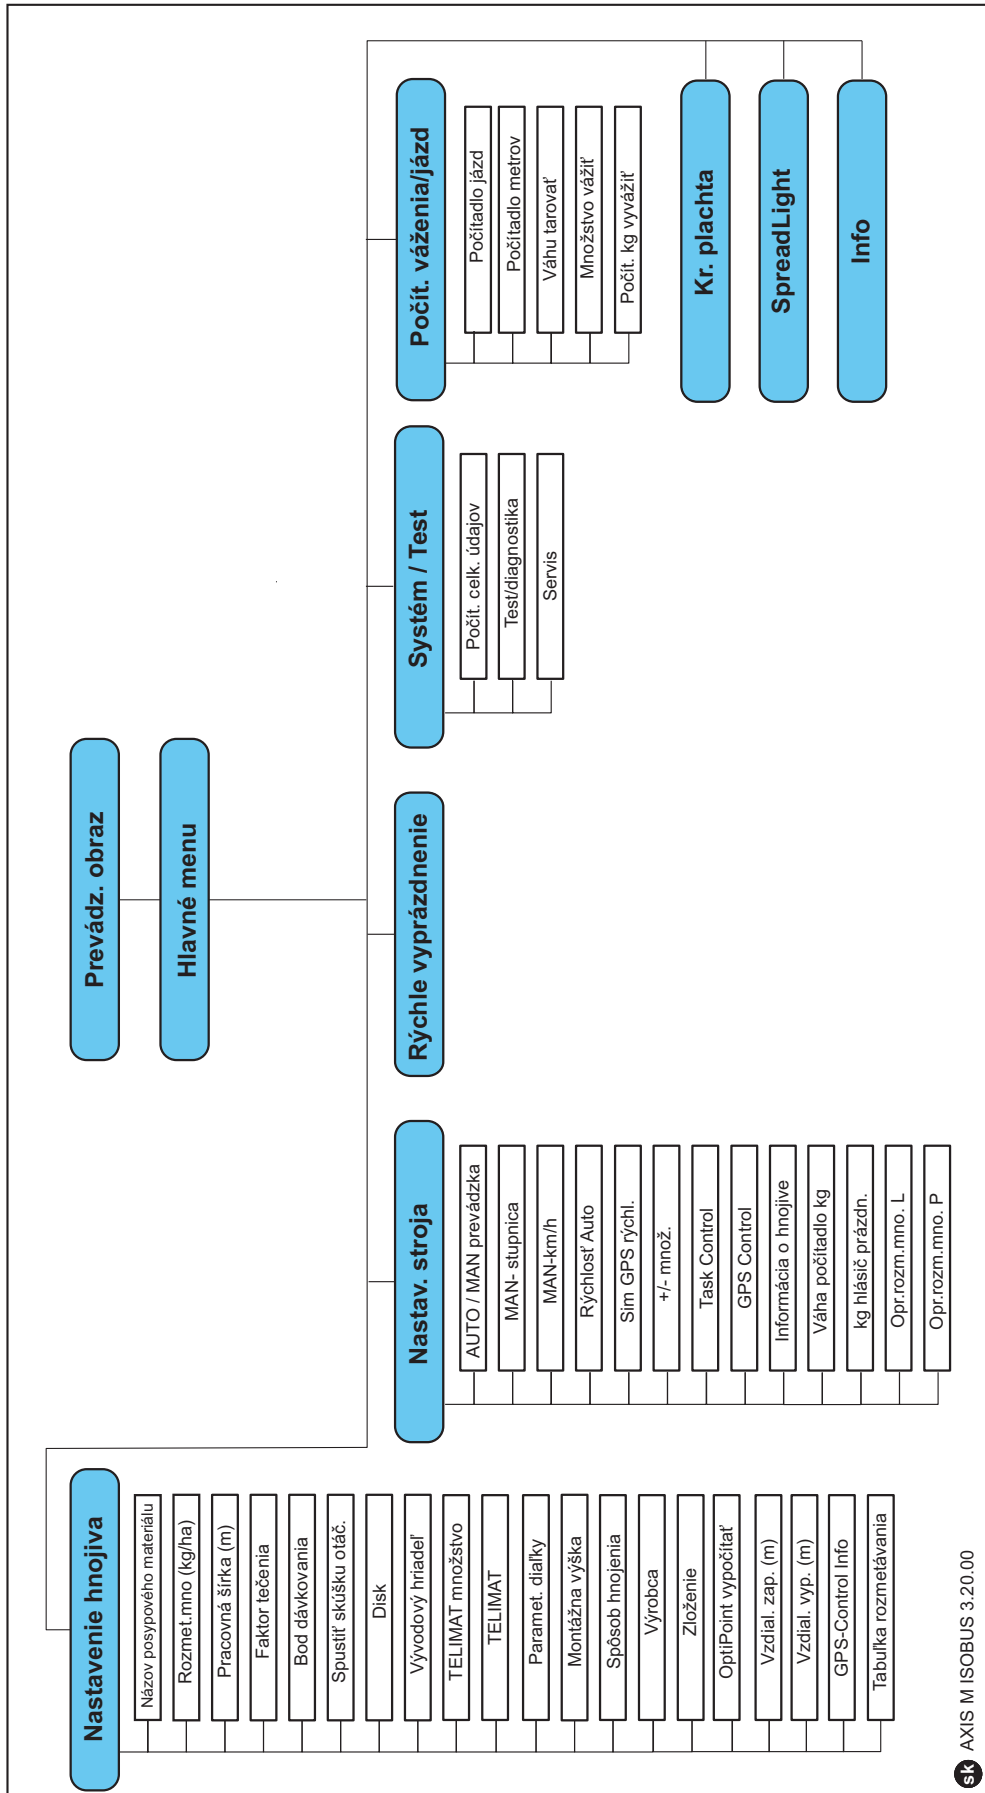 Prevádz. obraz
Hlavné menu
Nastavenie hnojiva
Názov posypového materiálu
Rozmet.mno (kg/ha)
Pracovná šírka (m)
Faktor tečenia
Bod dávkovania
Spustiť skúšku otáč.
Disk
Vývodový hriadeľ
TELIMAT množstvo
TELIMAT
Paramet. diaľky
Montážna výška
Spôsob hnojenia
Výrobca
Zloženie
OptiPoint vypočítať
Vzdial. zap. (m)
Vzdial. vyp. (m)
GPS-Control Info
Tabuľka rozmetávania
Nastav. stroja
AUTO / MAN prevádzka
MAN- stupnica
MAN-km/h
Rýchlosť Auto
Sim GPS rýchl.
+/- množ.
Task Control
GPS Control
Informácia o hnojive
Váha počítadlo kg
kg hlásič prázdn.
Opr.rozm.mno. L
Opr.rozm.mno. P
Rýchle vyprázdnenie
Systém / Test
Počít. celk. údajov
Test/diagnostika
Servis
Počít. váženia/jázd
Počítadlo jázd
Počítadlo metrov
Váhu tarovať
Množstvo vážiť
Počít. kg vyvážiť
Kr. plachta
SpreadLight
Info
sk AXIS M ISOBUS 3.20.00